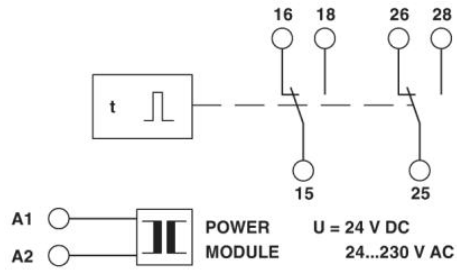 16 18 26 28
t
15 25
A1
POWER U = 24 V DC
A2 MODULE 24...230 V AC